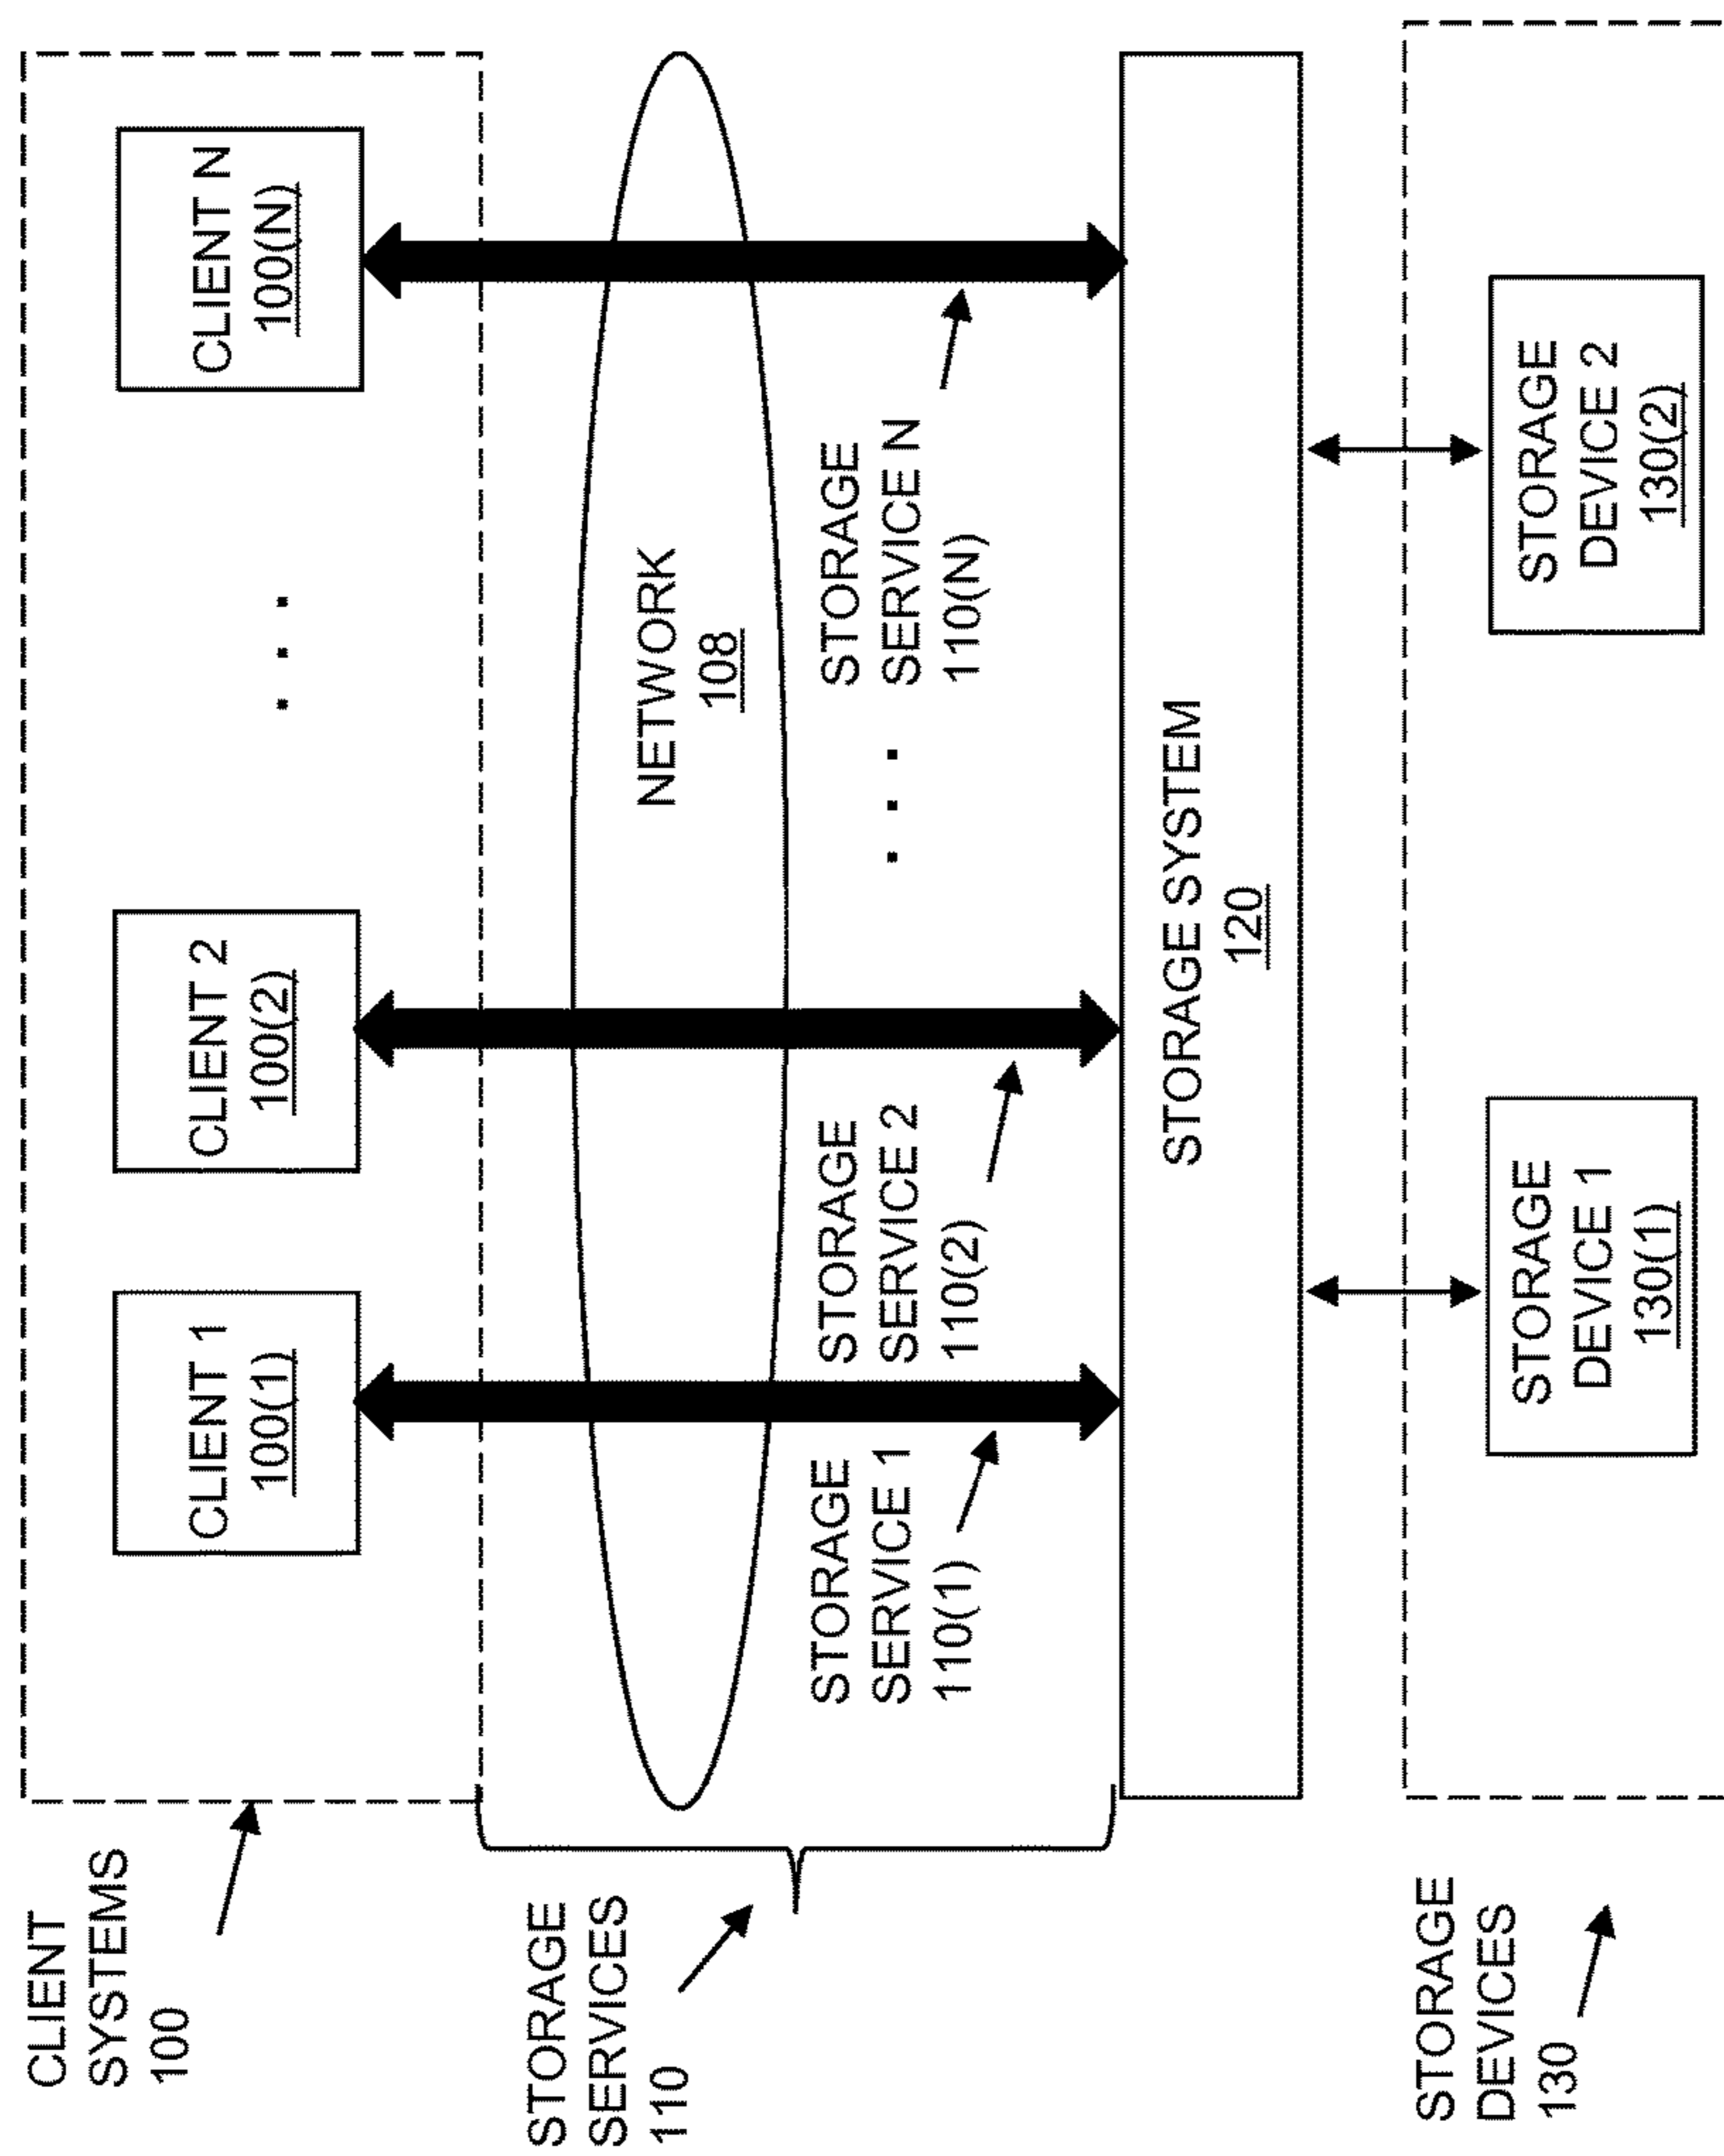 CLIENT
SYSTEMS
100
CLIENT 1
100(1)
CLIENT 2
100(2)
. . .
CLIENT N
100(N)
STORAGE
SERVICES
110
NETWORK
108
STORAGE
SERVICE 1
110(1)
STORAGE
SERVICE 2
110(2)
. . .
STORAGE
SERVICE N
110(N)
STORAGE SYSTEM
120
STORAGE
DEVICES
130
STORAGE
DEVICE 1
130(1)
STORAGE
DEVICE 2
130(2)